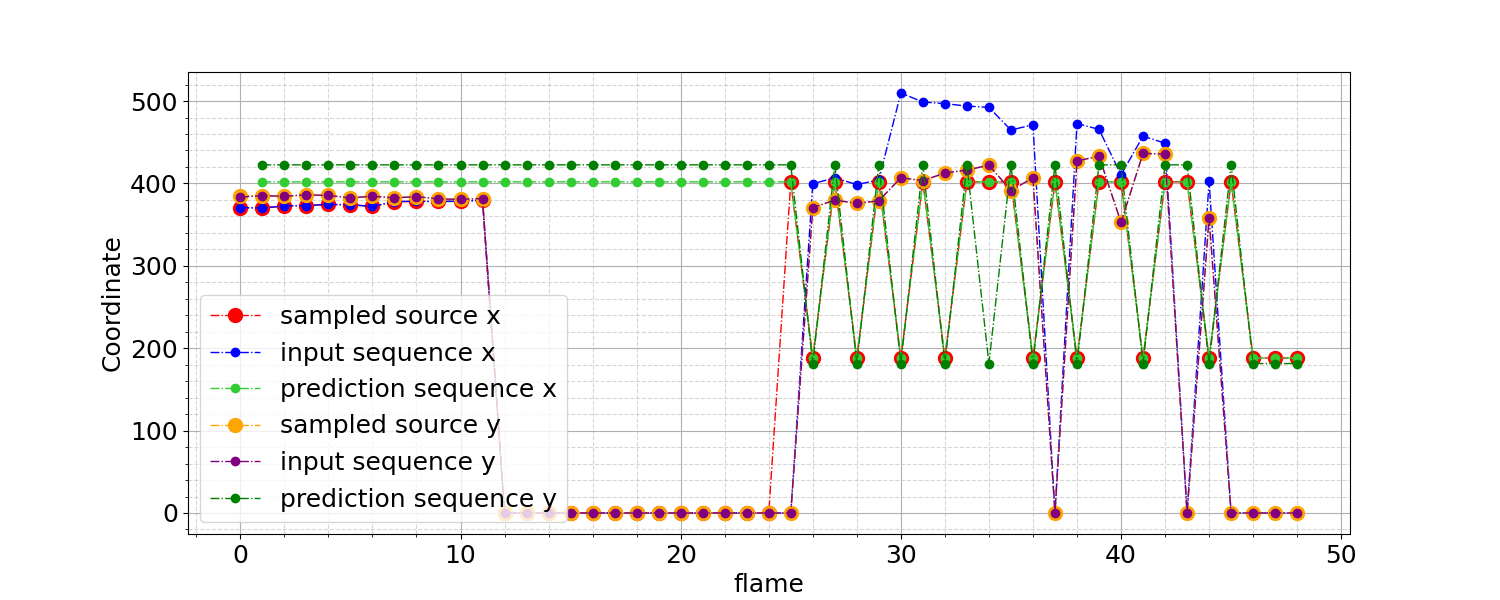 500
400
300
200
100
0
Coordinate
sampled source x
input sequence x
prediction sequence x
sampled source y
input sequence y
prediction sequence y
0 10 20 30 40 50
flame